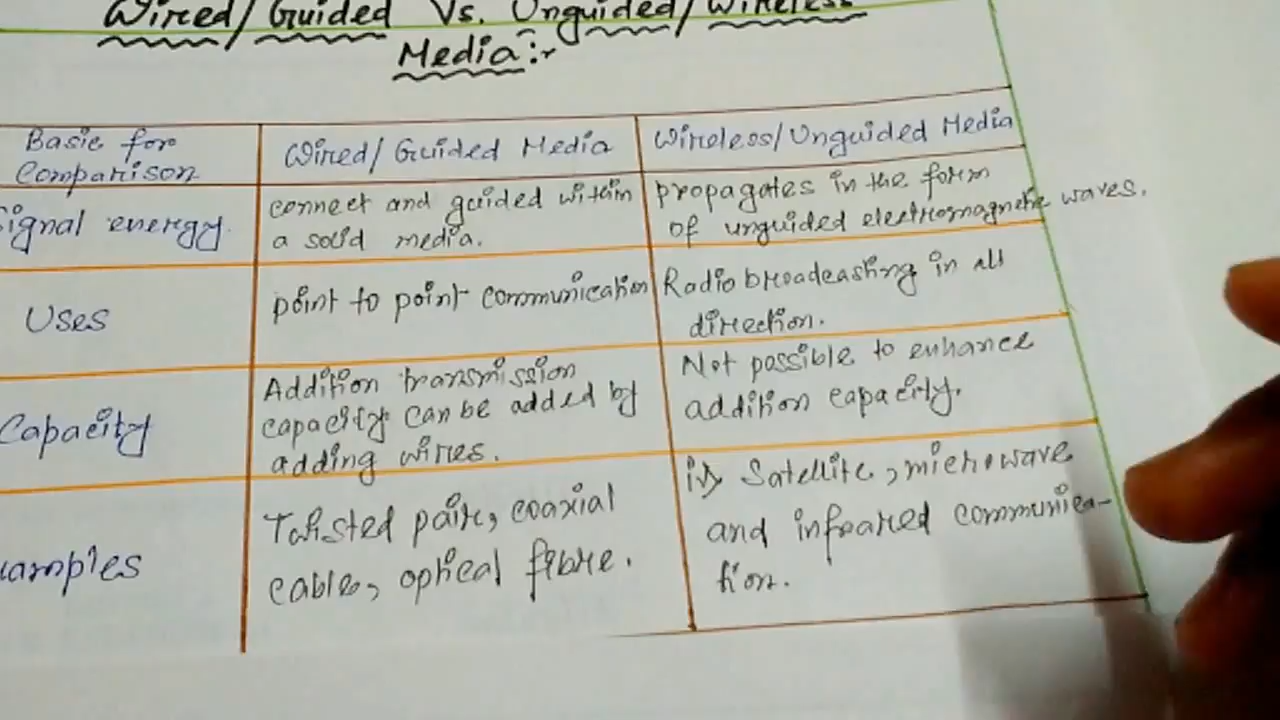 Wired/Guided Vs. Unguided/Wireless
Media:-
Basic for
Comparison
Wired/Guided Media
Wireless/Unguided Media
signal energy.
connect and guided within
a solid media.
propagates in the form
of unguided electromagnetic waves.
Uses
point to point communication
Radio broadcasting in all
direction.
Capacity
Addition transmission
capacity can be added by
adding wires.
Not possible to enhance
addition capacity.
amples
Twisted pair, coaxial
cable, optical fibre.
iv) Satellite, microwave
and infrared communica-
tion.